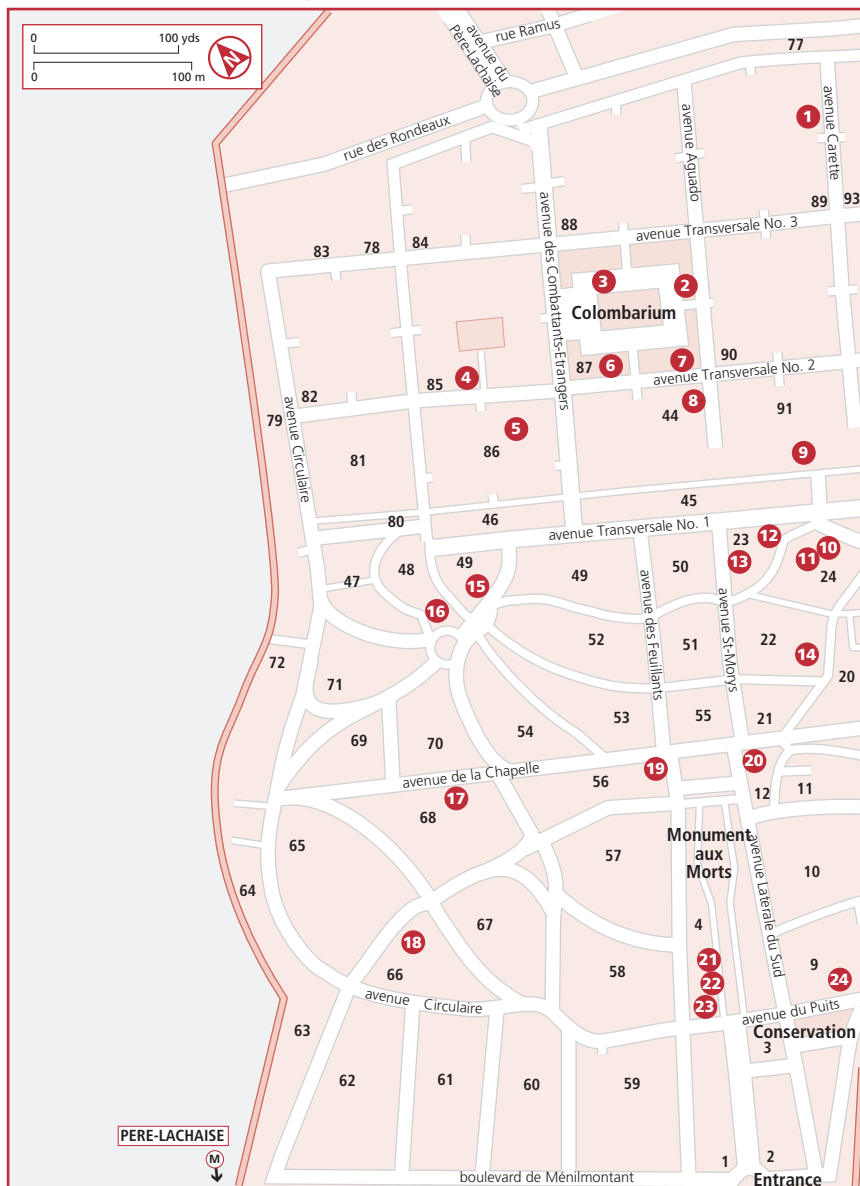 0 100 yds
0 100 m
N
rue Ramus
avenue du
Père-Lachaise
77
1
avenue Carette
rue des Rondeaux
avenue Aguado
avenue des Combattants-Etrangers
89 93
88
avenue Transversale No. 3
83 78 84
3 2
Colombarium
4
85
87 6 7
90
avenue Transversale No. 2
82
79
avenue Circulaire
8
44
91
5
86
81
9
45
46
80
avenue Transversale No. 1
23 12
13
10
11
24
47
48
49
15
49
50
16
avenue des Feuillants
avenue St-Morys
52
51
22
14
72
71
20
53
55
21
54
69
70
19
20
avenue de la Chapelle
56
12
11
17
68
65
57
Monument
aux
Morts
avenue Laterale du Sud
10
64
67
4
18
66
58
21
22
23
9
24
avenue Circulaire
avenue du Puits
63
Conservation
3
62
61
60
59
PERE-LACHAISE
M
1
2
boulevard de Ménilmontant
Entrance